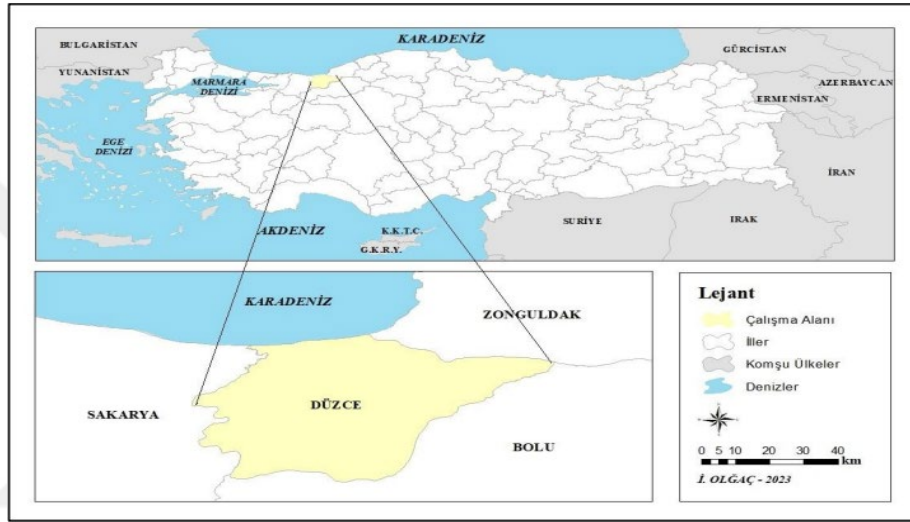 BULGARİSTAN
KARADENİZ
GÜRCİSTAN
YUNANİSTAN
MARMARA
DENİZİ
AZERBAYCAN
ERMENİSTAN
EGE
DENİZİ
İRAN
AKDENİZ
K.K.T.C.
SURİYE
IRAK
G.K.R.Y.
KARADENİZ
ZONGULDAK
SAKARYA
DÜZCE
BOLU
Lejant
Çalışma Alanı
İller
Komşu Ülkeler
Denizler
0 5 10 20 30 40
km
İ. OLĞAÇ - 2023